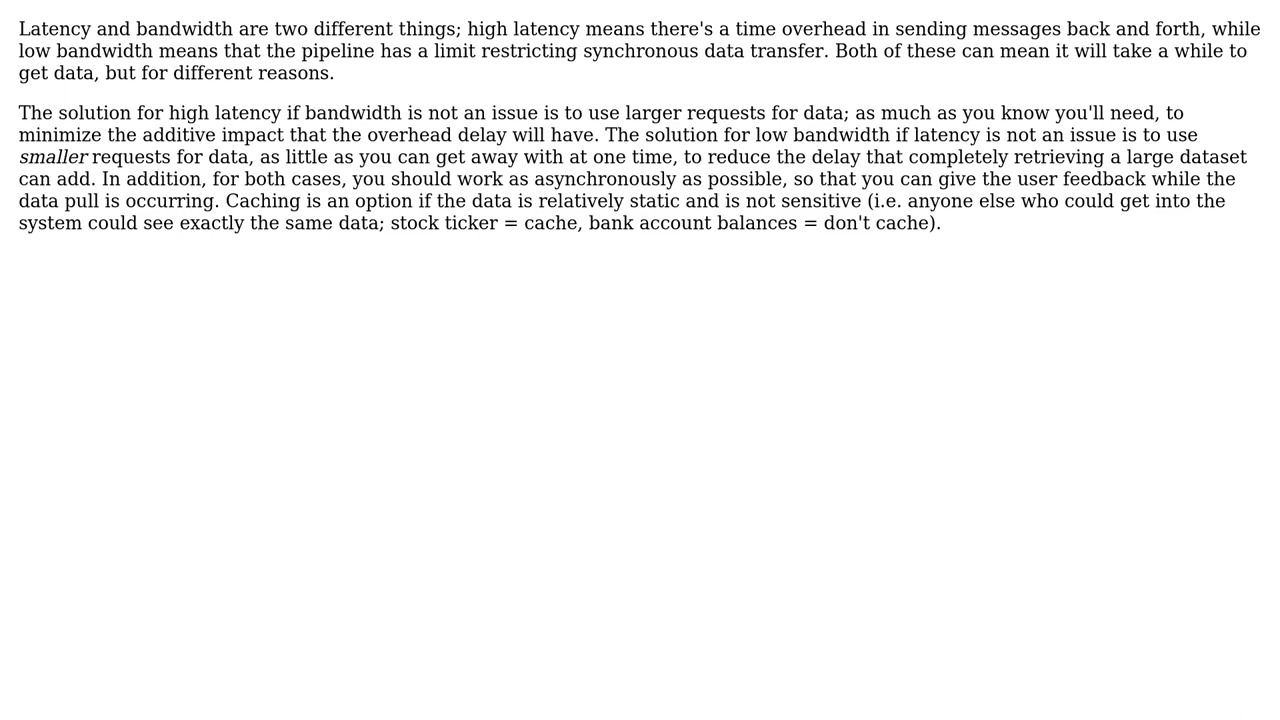 Latency and bandwidth are two different things; high latency means there's a time overhead in sending messages back and forth, while
low bandwidth means that the pipeline has a limit restricting synchronous data transfer. Both of these can mean it will take a while to
get data, but for different reasons.
The solution for high latency if bandwidth is not an issue is to use larger requests for data; as much as you know you'll need, to
minimize the additive impact that the overhead delay will have. The solution for low bandwidth if latency is not an issue is to use
smaller requests for data, as little as you can get away with at one time, to reduce the delay that completely retrieving a large dataset
can add. In addition, for both cases, you should work as asynchronously as possible, so that you can give the user feedback while the
data pull is occurring. Caching is an option if the data is relatively static and is not sensitive (i.e. anyone else who could get into the
system could see exactly the same data; stock ticker = cache, bank account balances = don't cache).